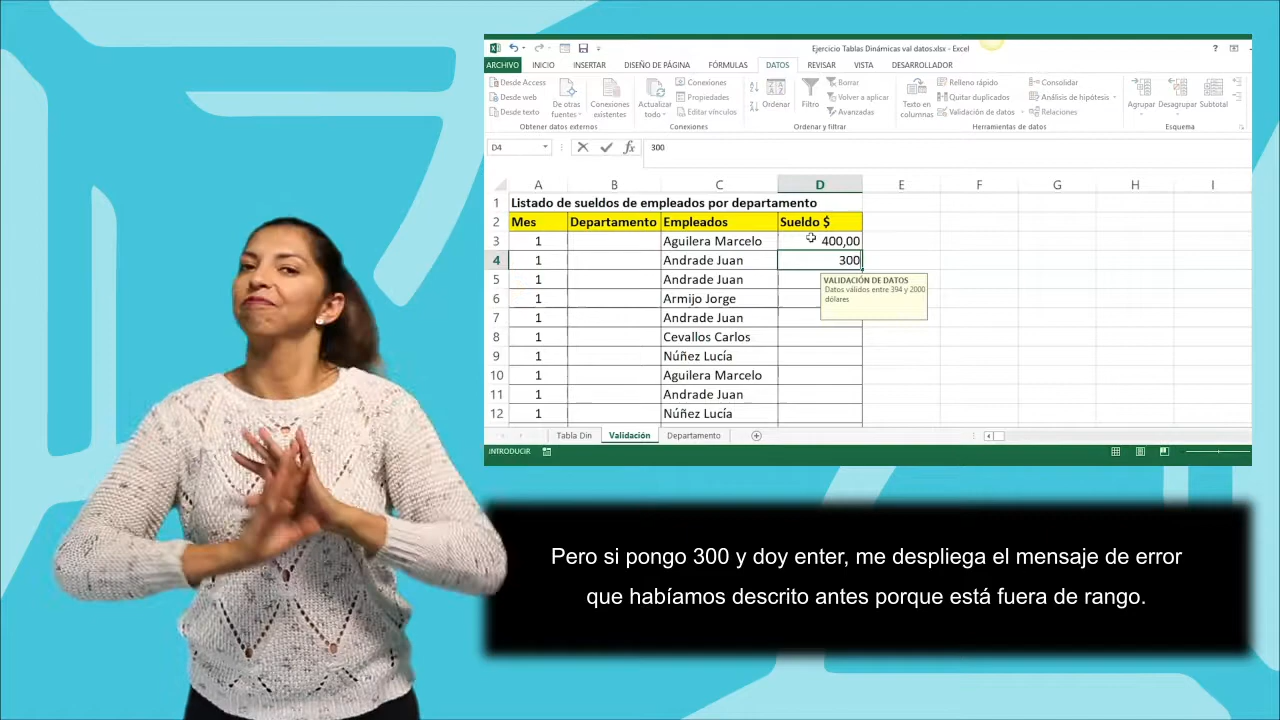 Ejercicio Tablas Dinámicas val datos.xlsx - Excel
?
ARCHIVO INICIO INSERTAR DISEÑO DE PÁGINA FÓRMULAS DATOS REVISAR VISTA DESARROLLADOR
Desde Access
Desde web
Desde texto
De otras fuentes
Obtener datos externos
Conexiones existentes
Actualizar todo
Conexiones
Propiedades
Editar vínculos
Conexiones
Ordenar
Filtro
Borrar
Volver a aplicar
Avanzadas
Ordenar y filtrar
Texto en columnas
Relleno rápido
Quitar duplicados
Validación de datos
Consolidar
Análisis de hipótesis
Relaciones
Herramientas de datos
Agrupar Desagrupar Subtotal
Esquema
D4 fx 300
A B C D E F G H I
1 Listado de sueldos de empleados por departamento
2 Mes Departamento Empleados Sueldo $
3 1 Aguilera Marcelo 400,00
4 1 Andrade Juan 300
5 1 Andrade Juan
6 1 Armijo Jorge
7 1 Andrade Juan
8 1 Cevallos Carlos
9 1 Núñez Lucía
10 1 Aguilera Marcelo
11 1 Andrade Juan
12 1 Núñez Lucía
VALIDACIÓN DE DATOS
Datos válidos entre 394 y 2000
dólares
Tabla Din Validación Departamento
INTRODUCIR
Pero si pongo 300 y doy enter, me despliega el mensaje de error
que habíamos descrito antes porque está fuera de rango.